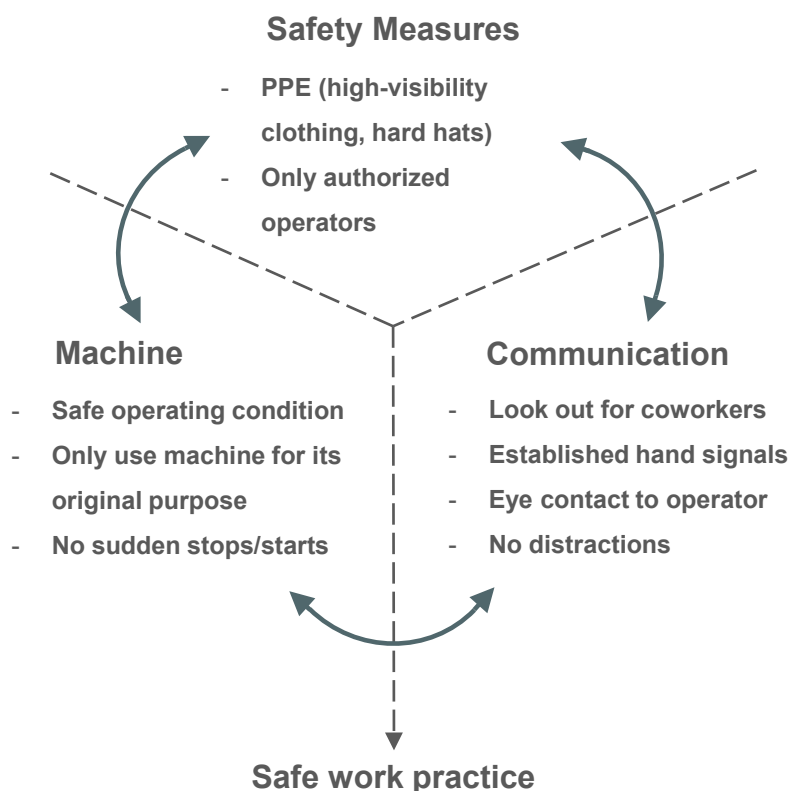 Safety Measures
- PPE (high-visibility
clothing, hard hats)
- Only authorized
operators
Machine
- Safe operating condition
- Only use machine for its
original purpose
- No sudden stops/starts
Communication
- Look out for coworkers
- Established hand signals
- Eye contact to operator
- No distractions
Safe work practice